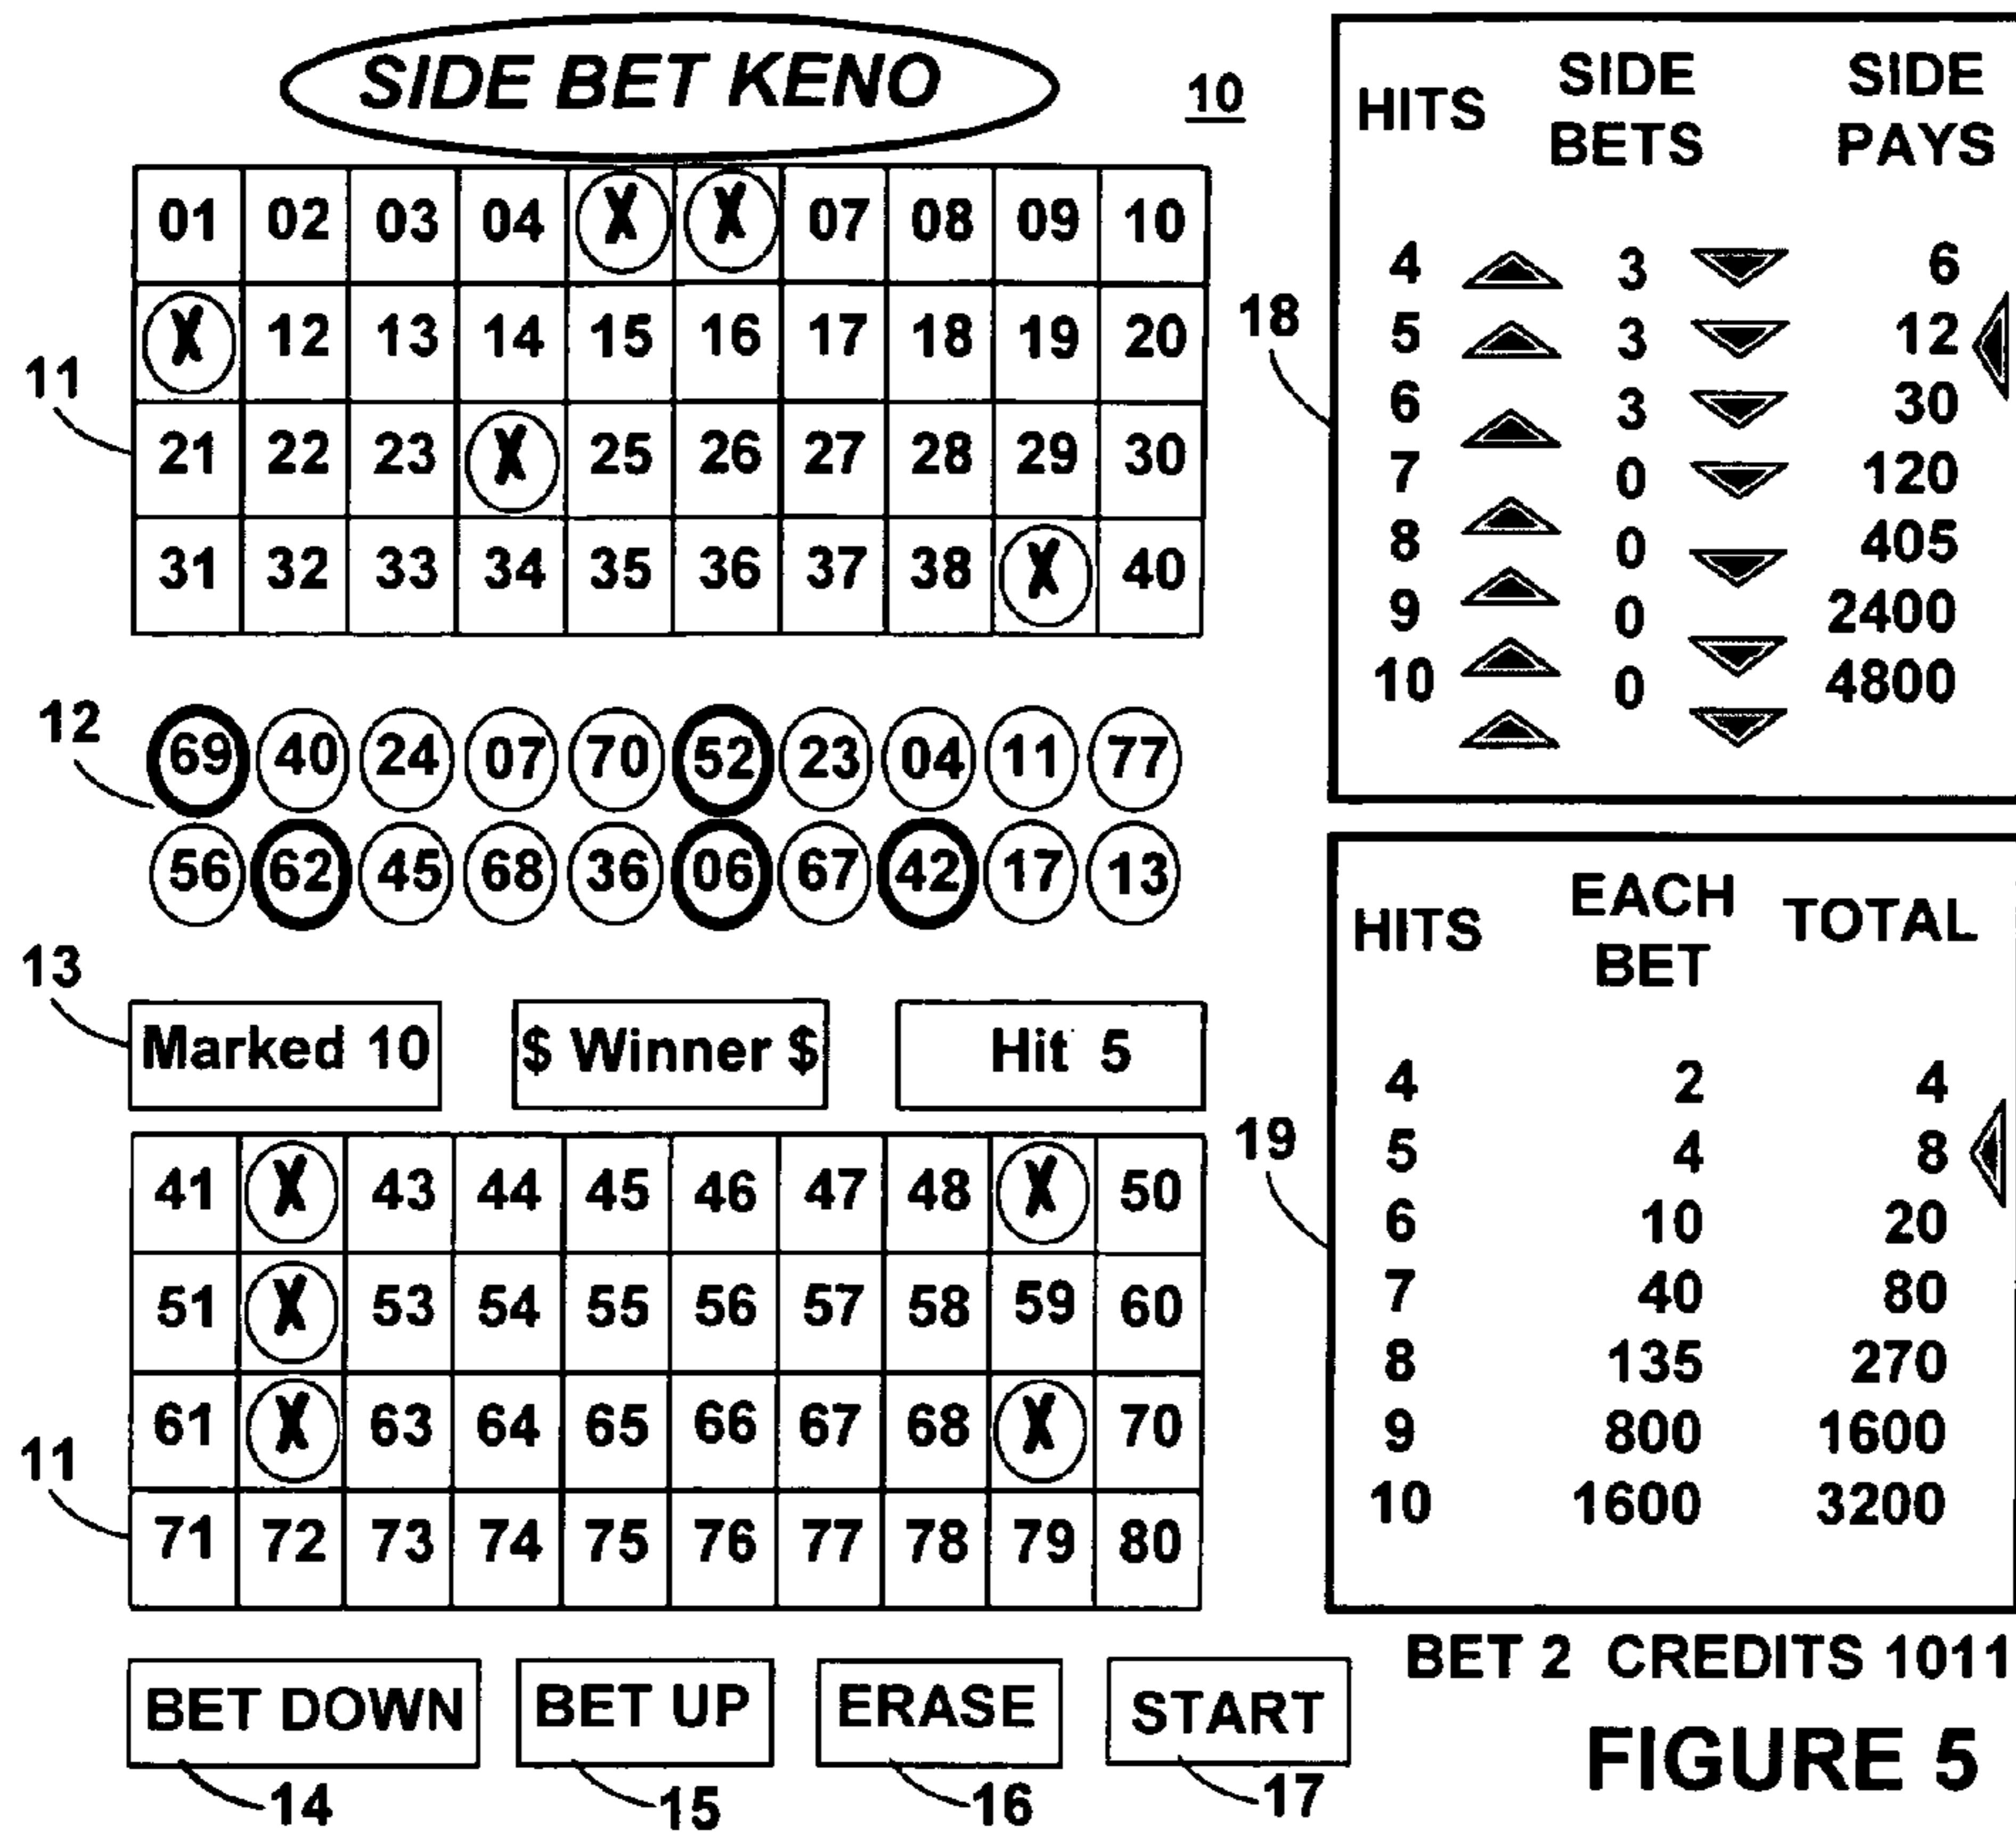 SIDE BET KENO
10
01 02 03 04 X X 07 08 09 10
X 12 13 14 15 16 17 18 19 20
11
21 22 23 X 25 26 27 28 29 30
31 32 33 34 35 36 37 38 X 40
12
69 40 24 07 70 52 23 04 11 77
56 62 45 68 36 06 67 42 17 13
13
Marked 10 $ Winner $ Hit 5
41 X 43 44 45 46 47 48 X 50
51 X 53 54 55 56 57 58 59 60
61 X 63 64 65 66 67 68 X 70
11
71 72 73 74 75 76 77 78 79 80
BET DOWN BET UP ERASE START
14 15 16 17
HITS SIDE BETS SIDE PAYS
4 3 6
18
5 3 12
6 3 30
7 0 120
8 0 405
9 0 2400
10 0 4800
HITS EACH BET TOTAL
4 2 4
19
5 4 8
6 10 20
7 40 80
8 135 270
9 800 1600
10 1600 3200
BET 2 CREDITS 1011
FIGURE 5